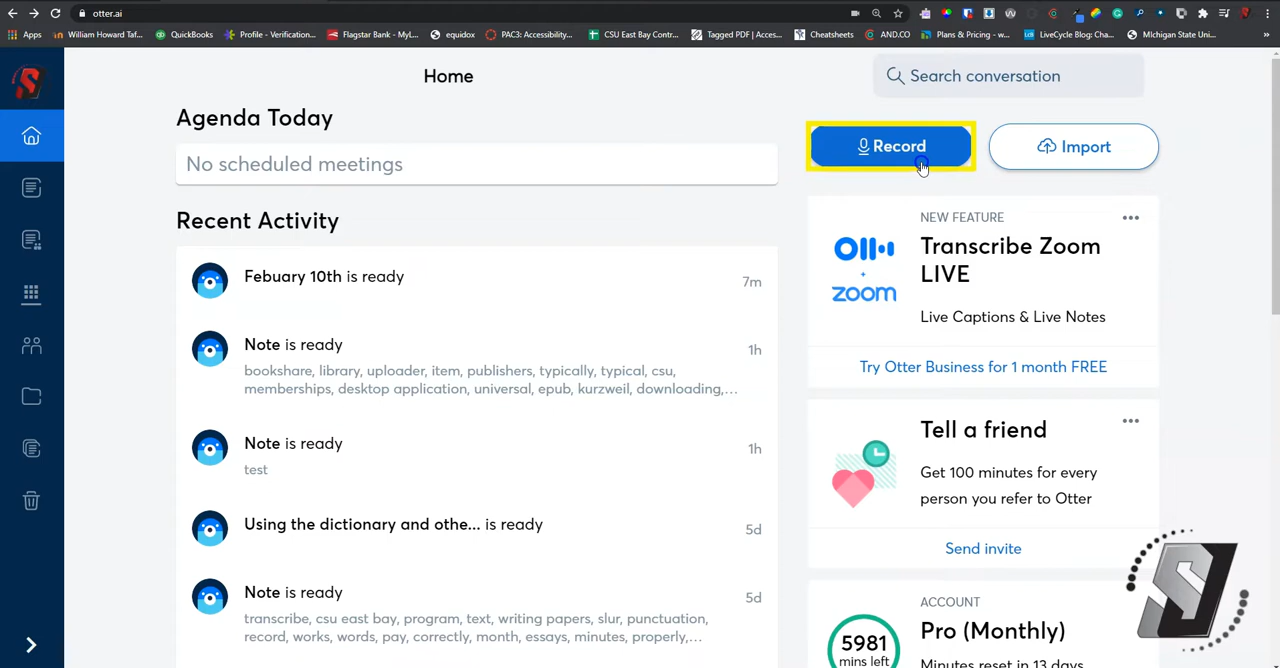 otter.ai
Apps
William Howard Taf...
QuickBooks
Profile - Verification...
Flagstar Bank - MyL...
equidox
PAC3: Accessibility...
CSU East Bay Contr...
Tagged PDF | Acces...
Cheatsheets
AND.CO
Plans & Pricing - w...
LiveCycle Blog: Cha...
MIchigan State Uni...
»
Home
Search conversation
Agenda Today
No scheduled meetings
Record
Import
Recent Activity
Febuary 10th is ready
7m
Note is ready
1h
bookshare, library, uploader, item, publishers, typically, typical, csu,
memberships, desktop application, universal, epub, kurzweil, downloading,...
Note is ready
1h
test
Using the dictionary and othe... is ready
5d
Note is ready
5d
transcribe, csu east bay, program, text, writing papers, slur, punctuation,
record, works, words, pay, correctly, month, essays, minutes, properly,...
NEW FEATURE
Transcribe Zoom
LIVE
zoom
Live Captions & Live Notes
Try Otter Business for 1 month FREE
Tell a friend
Get 100 minutes for every
person you refer to Otter
Send invite
ACCOUNT
Pro (Monthly)
5981
mins left
Minutes reset in 13 days